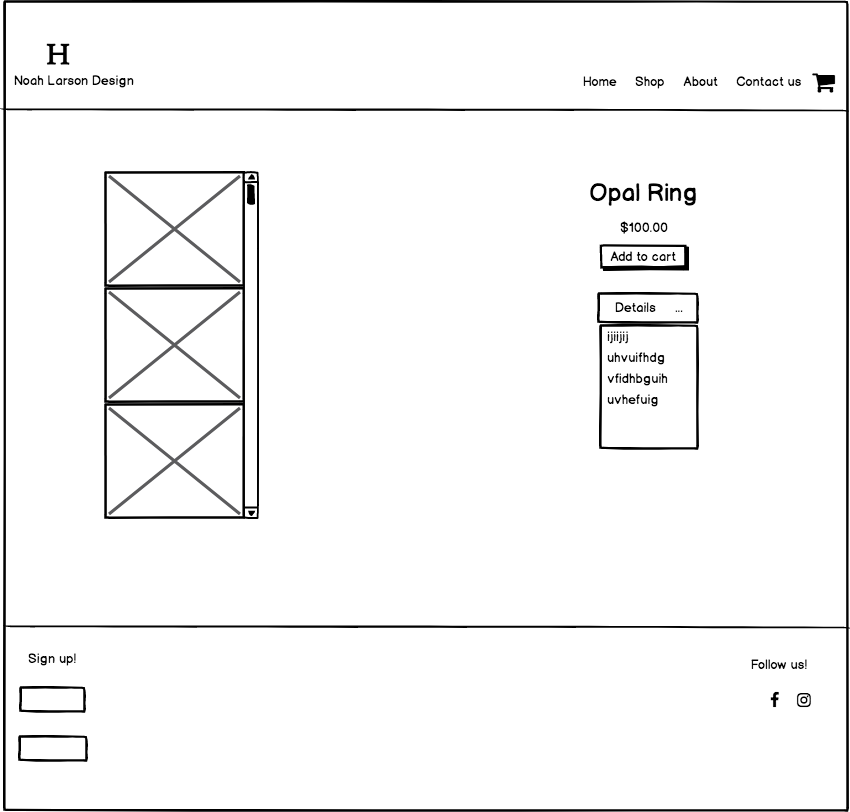 H
Noah Larson Design
Home Shop About Contact us
Opal Ring
$100.00
Add to cart
Details ...
ijiijij
uhvuifhdg
vfidhbguih
uvhefuig
Sign up!
Follow us!